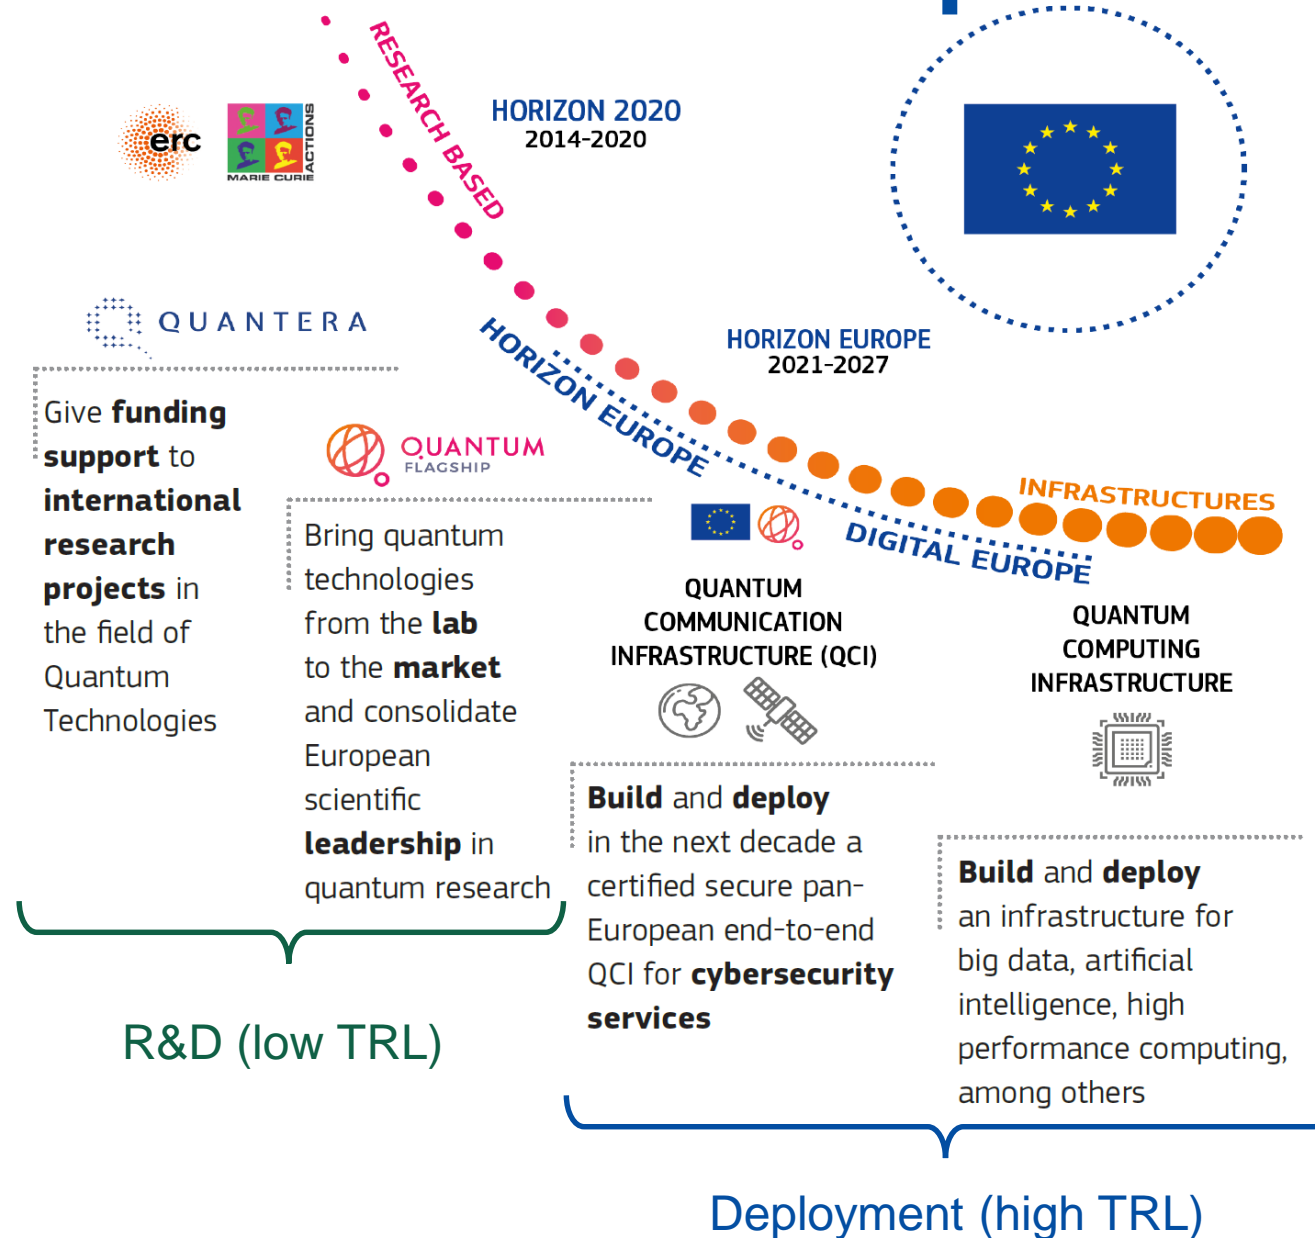 RESEARCH BASED
HORIZON 2020
2014-2020
erc
MARIE CURIE
ACTIONS
QUANTERA
Give funding
support to
international
research
projects in
the field of
Quantum
Technologies
HORIZON EUROPE
HORIZON EUROPE
2021-2027
QUANTUM
FLAGSHIP
Bring quantum
technologies
from the lab
to the market
and consolidate
European
scientific
leadership in
quantum research
DIGITAL EUROPE
INFRASTRUCTURES
QUANTUM
COMMUNICATION
INFRASTRUCTURE (QCI)
Build and deploy
in the next decade a
certified secure pan-
European end-to-end
QCI for cybersecurity
services
QUANTUM
COMPUTING
INFRASTRUCTURE
Build and deploy
an infrastructure for
big data, artificial
intelligence, high
performance computing,
among others
R&D (low TRL)
Deployment (high TRL)